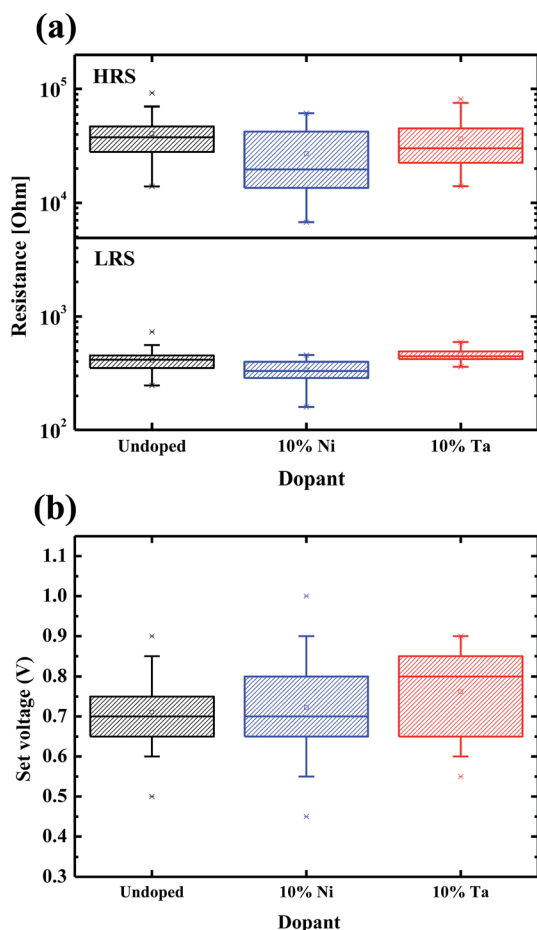 (a)
HRS
10^5
10^4
LRS
10^3
10^2
Resistance [Ohm]
Undoped 10% Ni 10% Ta
Dopant
(b)
1.1
1.0
0.9
0.8
0.7
0.6
0.5
0.4
0.3
Set voltage (V)
Undoped 10% Ni 10% Ta
Dopant